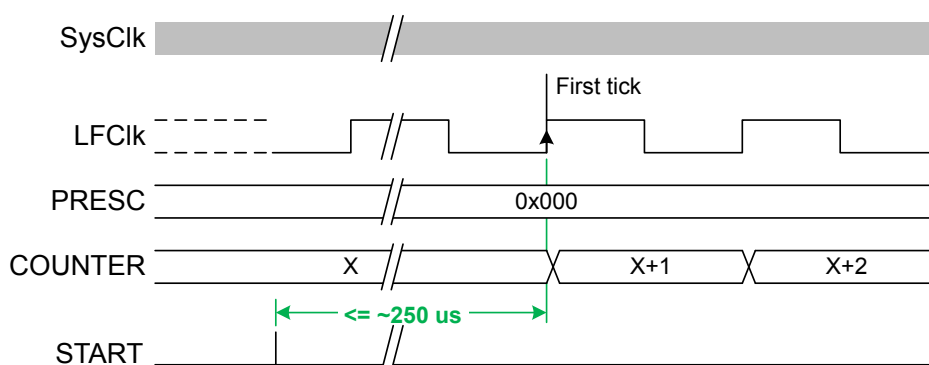 SysClk
First tick
LFClk
PRESC
0x000
COUNTER
X
X+1
X+2
<= ~250 us
START